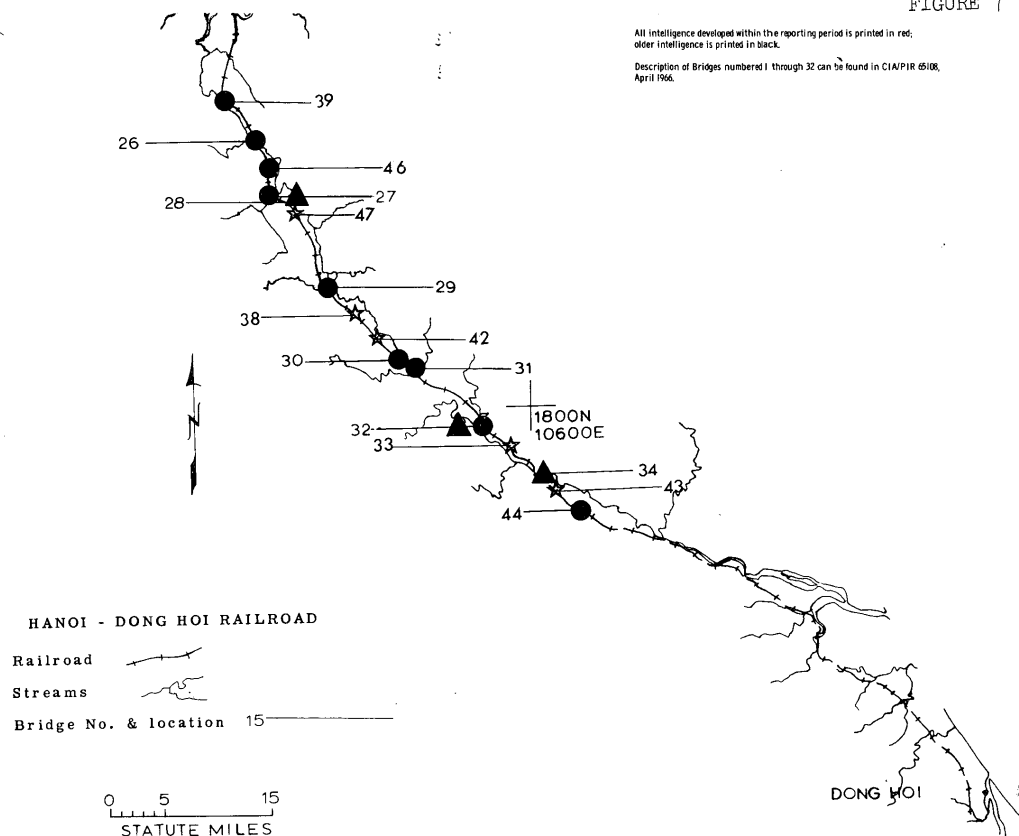 FIGURE 7
All intelligence developed within the reporting period is printed in red;
older intelligence is printed in black.
Description of Bridges numbered 1 through 32 can be found in CIA/PIR 65108,
April 1966.
39
26
46
27
28
47
29
38
42
30
31
1800N
10600E
32
33
34
43
44
HANOI - DONG HOI RAILROAD
Railroad
Streams
Bridge No. & location 15
DONG HOI
0 5 15
STATUTE MILES